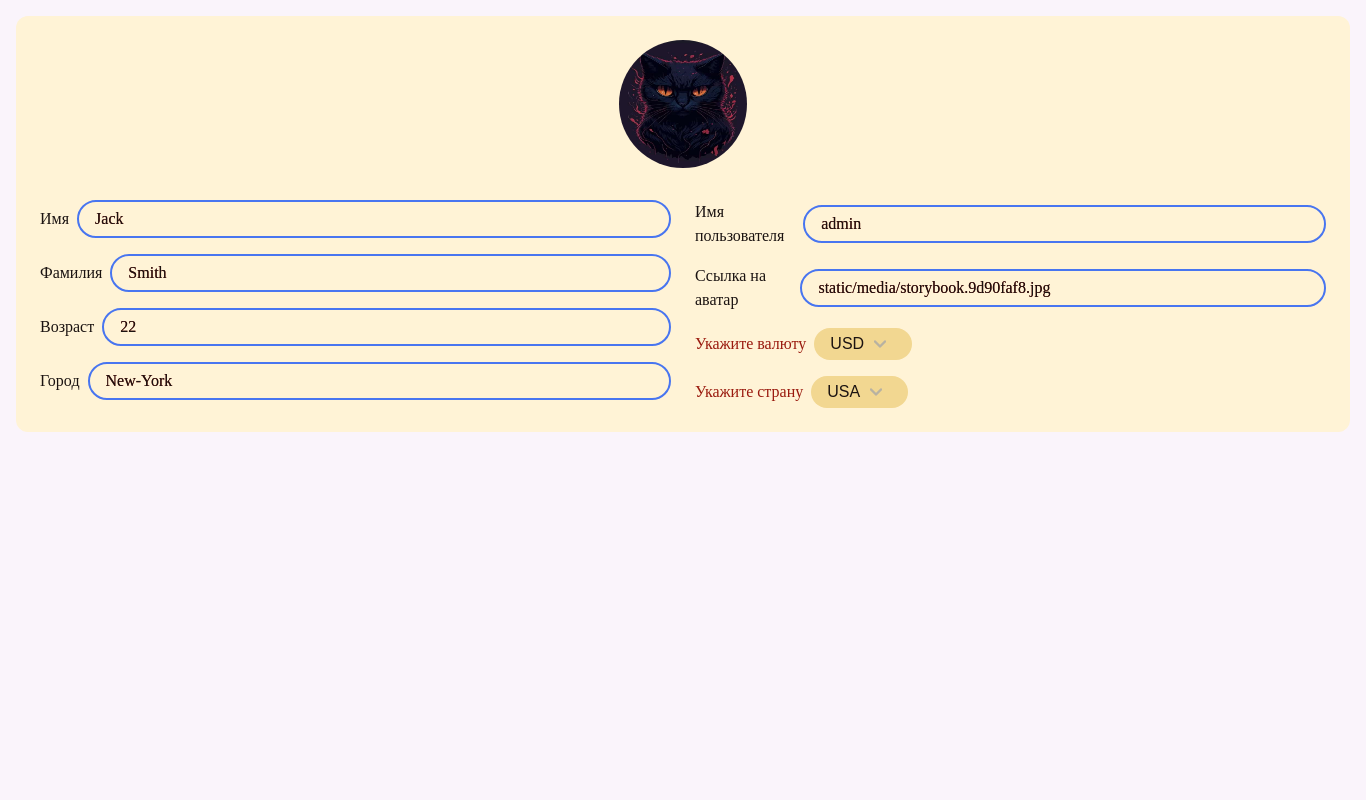 Имя Jack
Фамилия Smith
Возраст 22
Город New-York
Имя
пользователя admin
Ссылка на
аватар static/media/storybook.9d90faf8.jpg
Укажите валюту USD
Укажите страну USA